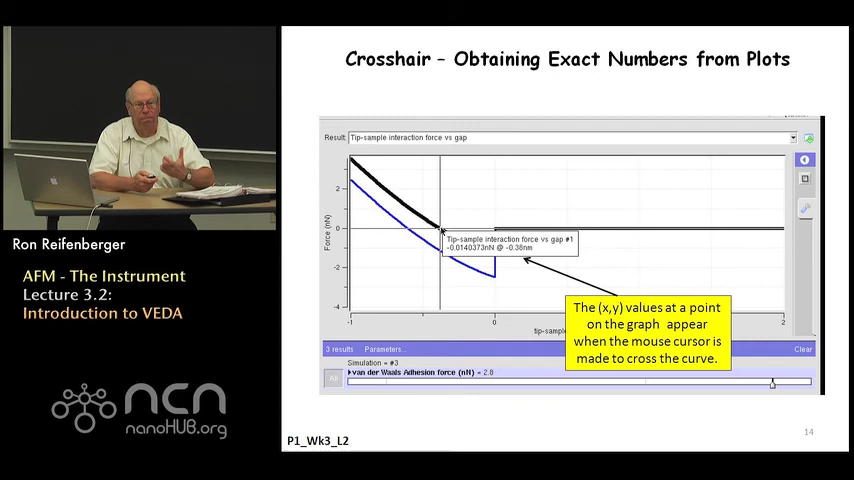 Crosshair – Obtaining Exact Numbers from Plots
Result: Tip-sample interaction force vs gap
Force (nN)
2
0
-2
-4
Tip-sample interaction force vs gap #1
-0.0140373nN @ -0.38nm
-1
0
2
tip-sample
The (x,y) values at a point
on the graph appear
when the mouse cursor is
made to cross the curve.
3 results
Parameters...
Clear
Simulation = #3
All
van der Waals Adhesion force (nN) = 2.8
P1_Wk3_L2
14
Ron Reifenberger
AFM - The Instrument
Lecture 3.2:
Introduction to VEDA
ncn
nanoHUB.org